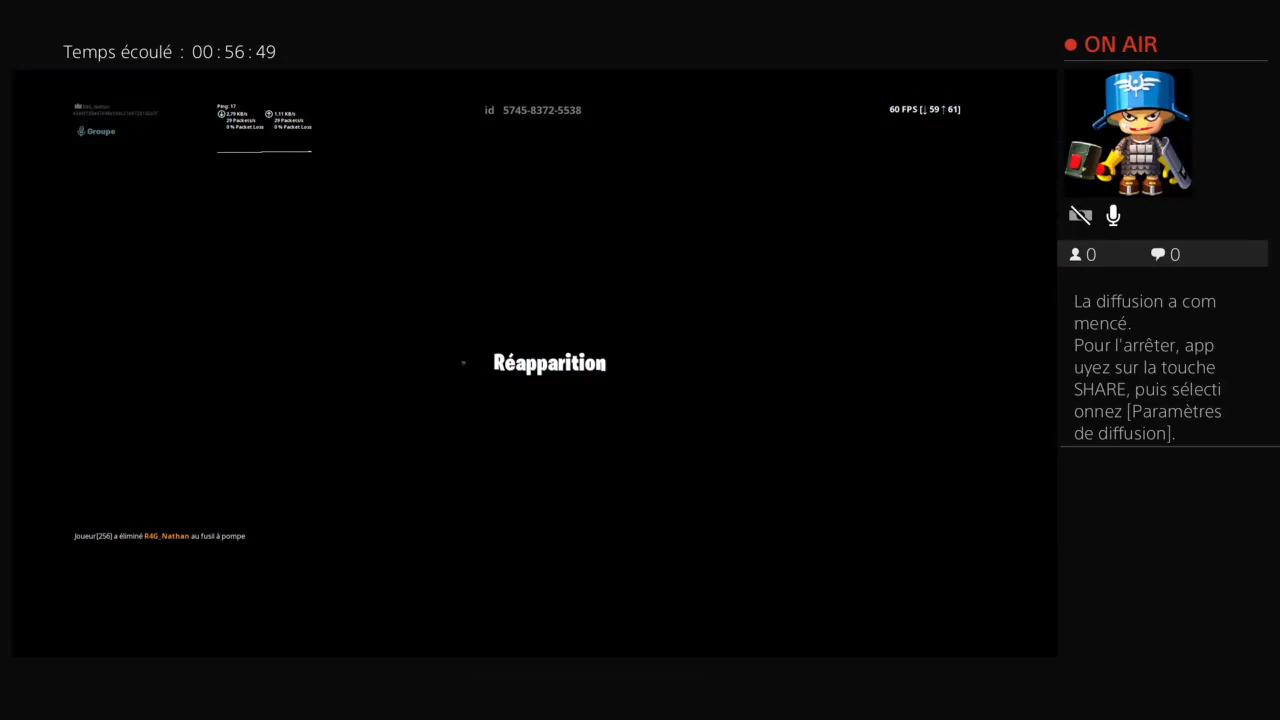 Temps écoulé : 00:56:49
ON AIR
Ping: 17
2.79 KB/s
1.11 KB/s
29 Packets/s
29 Packets/s
0 % Packet Loss
0 % Packet Loss
id 5745-8372-5538
60 FPS [↓ 59 ↑ 61]
R4G_Nathan
Groupe
0
0
La diffusion a com
mencé.
Pour l'arrêter, app
uyez sur la touche
SHARE, puis sélecti
onnez [Paramètres
de diffusion].
Réapparition
Joueur[256] a éliminé R4G_Nathan au fusil à pompe